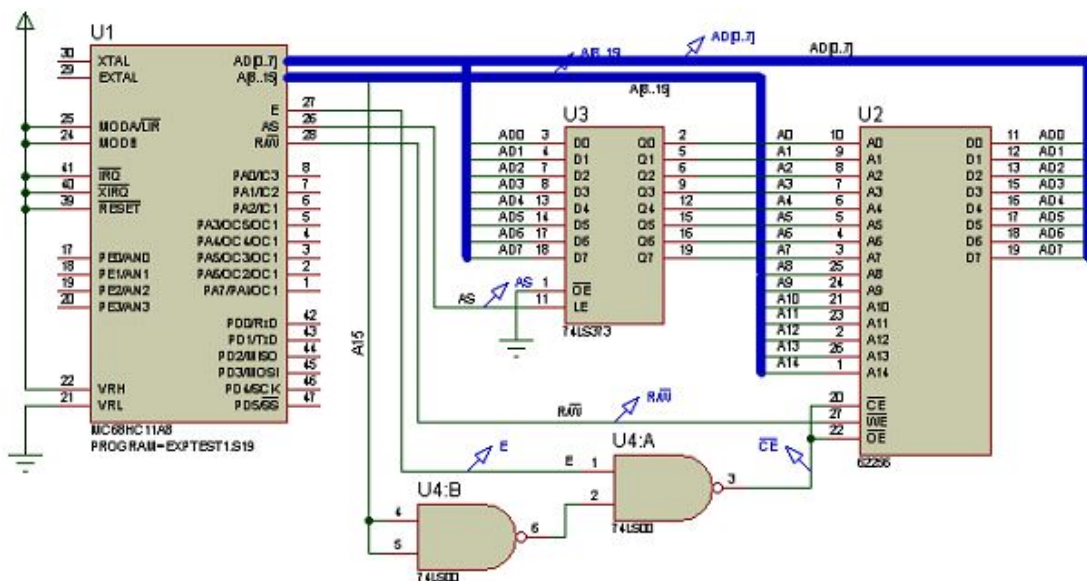 U1
30 XTAL
29 EXTAL
25 MODA/LIR
24 MODB
41 IRQ
40 XIRQ
39 RESET
17 PE0/AN0
18 PE1/AN1
19 PE2/AN2
20 PE3/AN3
22 VRH
21 VRL
AD[0..7]
A[8..15]
E 27
AS 26
R/W 28
PA0/IC3 8
PA1/IC2 7
PA2/IC1 6
PA3/OC5/OC1 5
PA4/OC4/OC1 4
PA5/OC3/OC1 3
PA6/OC2/OC1 2
PA7/PAI/OC1 1
PD0/RxD 42
PD1/TxD 43
PD2/MISO 44
PD3/MOSI 45
PD4/SCK 46
PD5/SS 47
MC68HC11A8
PROGRAM=EXPTEST1.S19
A[8..15]
AD[0..7]
AD[0..7]
A[8..15]
U3
AD0 3 D0 Q0 2 A0
AD1 4 D1 Q1 5 A1
AD2 7 D2 Q2 6 A2
AD3 8 D3 Q3 9 A3
AD4 13 D4 Q4 12 A4
AD5 14 D5 Q5 15 A5
AD6 17 D6 Q6 16 A6
AD7 18 D7 Q7 19 A7
1 OE
11 LE
74LS373
AS
AS
U2
10 A0 D0 11 AD0
9 A1 D1 12 AD1
8 A2 D2 13 AD2
7 A3 D3 15 AD3
6 A4 D4 16 AD4
5 A5 D5 17 AD5
4 A6 D6 18 AD6
3 A7 D7 19 AD7
A8 25 A8
A9 24 A9
A10 21 A10
A11 23 A11
A12 2 A12
A13 26 A13
A14 1 A14
20 CE
27 WE
22 OE
62256
A15
R/W
R/W
E
E
CE
U4:A
1
2
3
74LS00
U4:B
4
5
6
74LS00